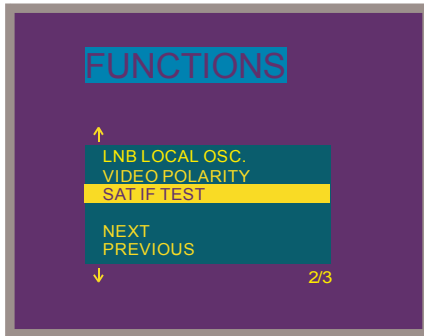 FUNCTIONS
↑
LNB LOCAL OSC.
VIDEO POLARITY
SAT IF TEST
NEXT
PREVIOUS
↓ 2/3